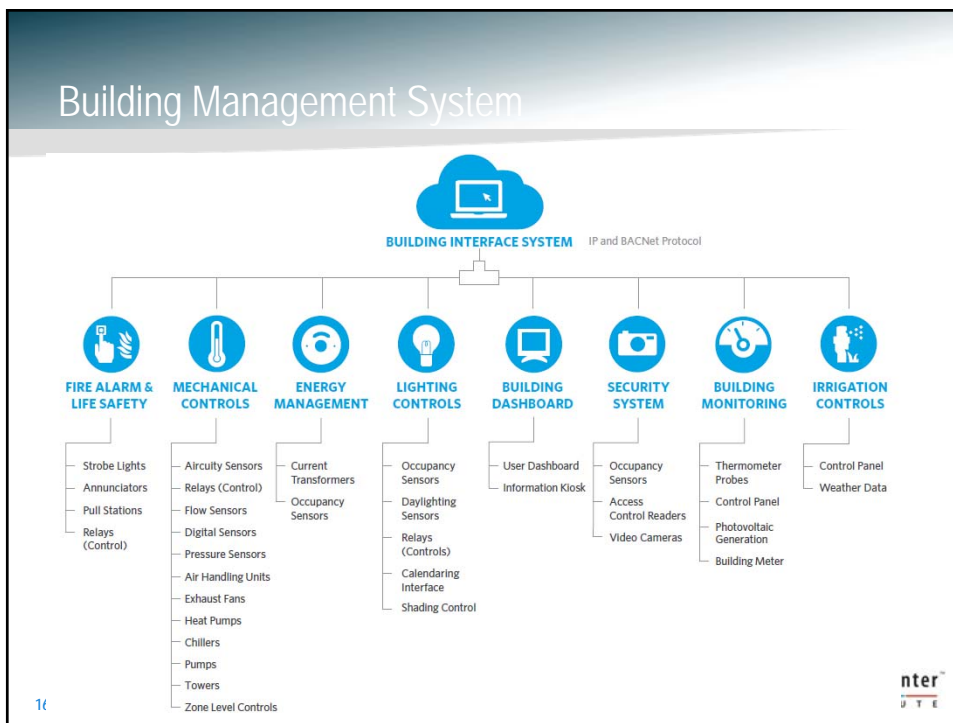 Building Management System
BUILDING INTERFACE SYSTEM IP and BACNet Protocol
FIRE ALARM &
LIFE SAFETY
Strobe Lights
Annunciators
Pull Stations
Relays
(Control)
MECHANICAL
CONTROLS
Aircuity Sensors
Relays (Control)
Flow Sensors
Digital Sensors
Pressure Sensors
Air Handling Units
Exhaust Fans
Heat Pumps
Chillers
Pumps
Towers
Zone Level Controls
ENERGY
MANAGEMENT
Current
Transformers
Occupancy
Sensors
LIGHTING
CONTROLS
Occupancy
Sensors
Daylighting
Sensors
Relays
(Controls)
Calendaring
Interface
Shading Control
BUILDING
DASHBOARD
User Dashboard
Information Kiosk
SECURITY
SYSTEM
Occupancy
Sensors
Access
Control Readers
Video Cameras
BUILDING
MONITORING
Thermometer
Probes
Control Panel
Photovoltaic
Generation
Building Meter
IRRIGATION
CONTROLS
Control Panel
Weather Data
nter™
U T E